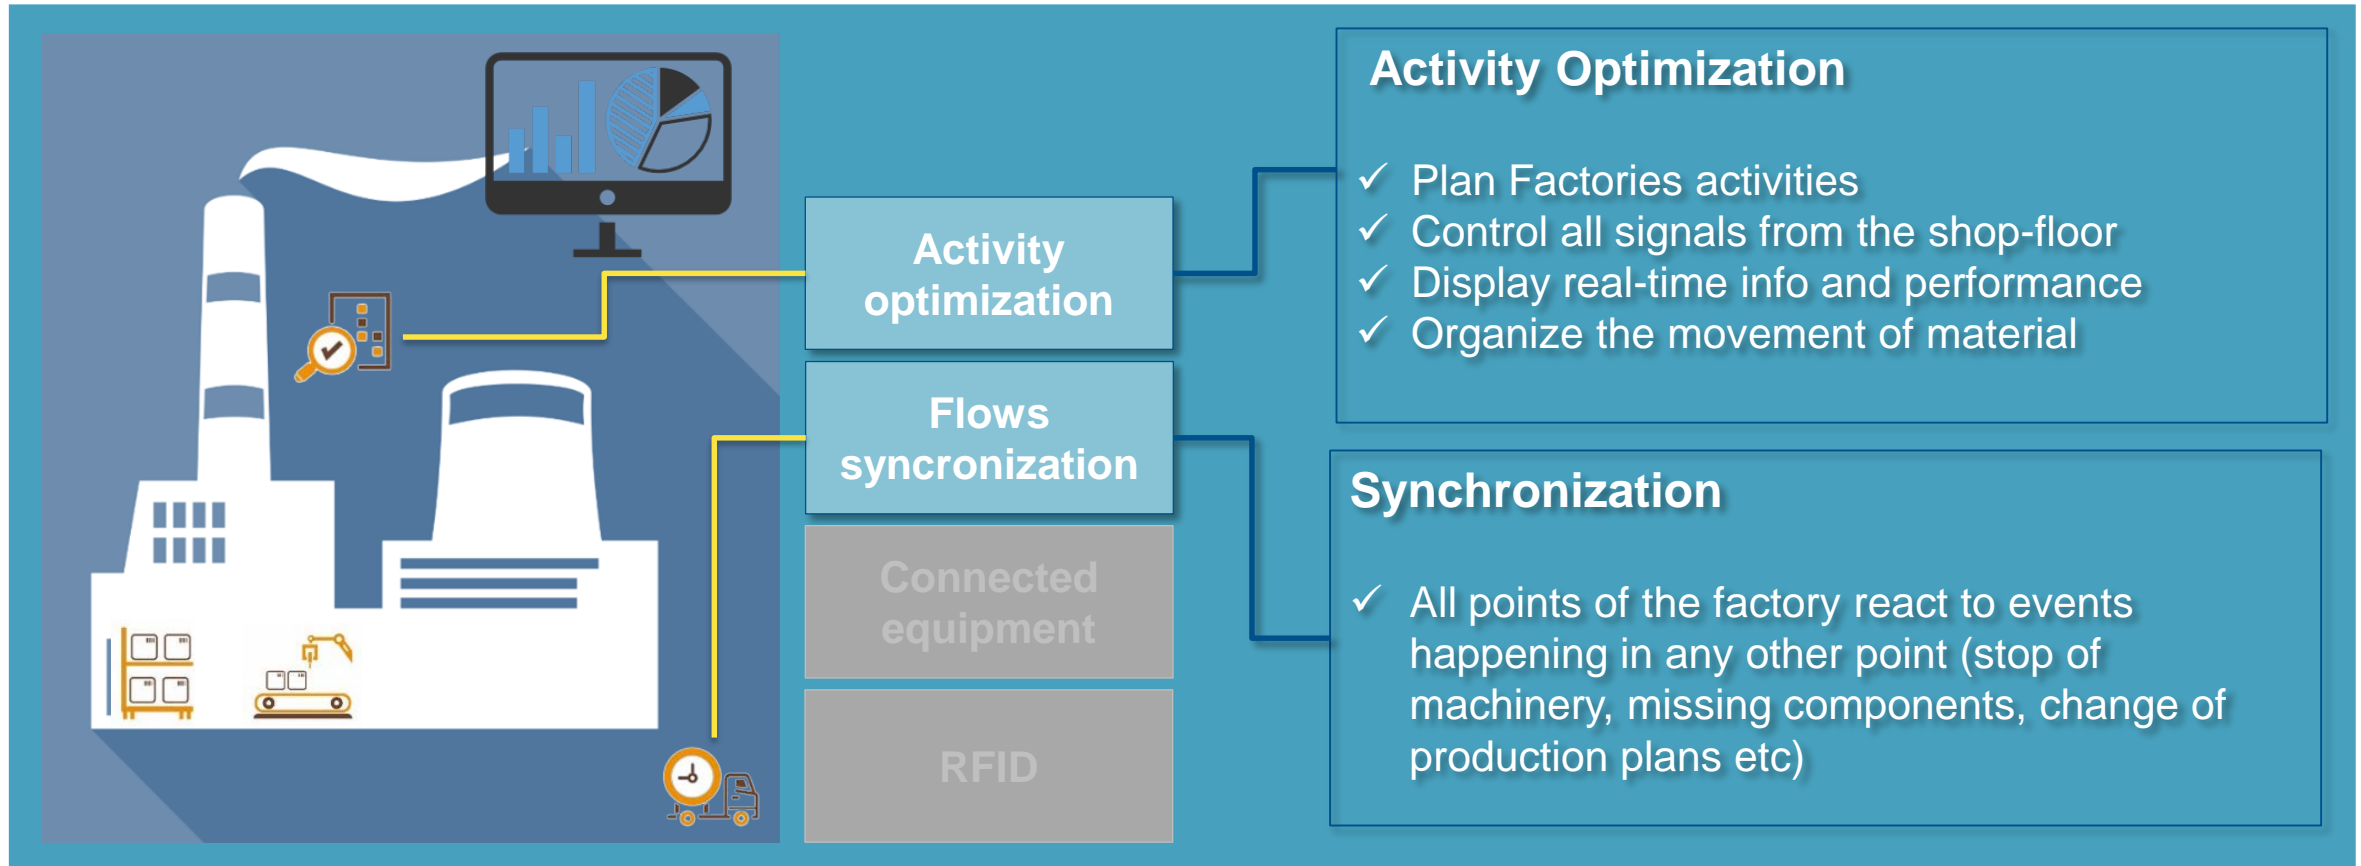 Activity
optimization
Flows
syncronization
Connected
equipment
RFID
Activity Optimization
✓ Plan Factories activities
✓ Control all signals from the shop-floor
✓ Display real-time info and performance
✓ Organize the movement of material
Synchronization
✓ All points of the factory react to events
happening in any other point (stop of
machinery, missing components, change of
production plans etc)